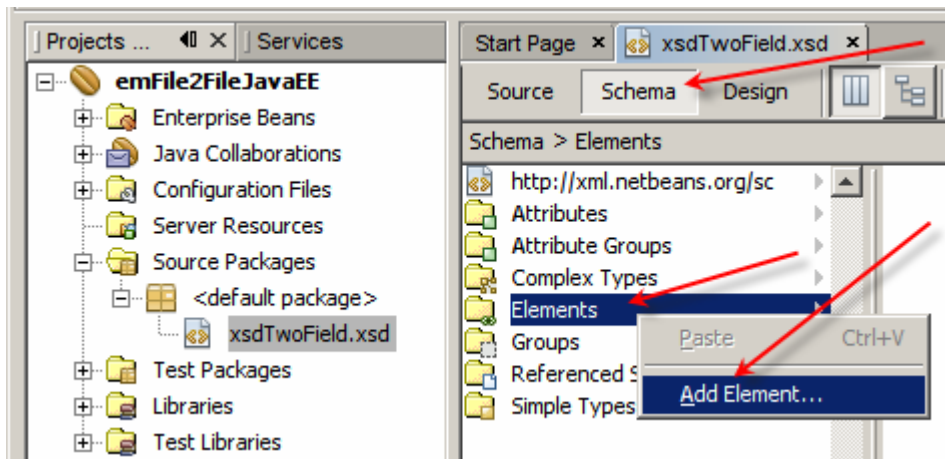 Projects ...
Services
emFile2FileJavaEE
Enterprise Beans
Java Collaborations
Configuration Files
Server Resources
Source Packages
<default package>
xsdTwoField.xsd
Test Packages
Libraries
Test Libraries
Start Page
xsdTwoField.xsd
Source
Schema
Design
Schema > Elements
http://xml.netbeans.org/sc
Attributes
Attribute Groups
Complex Types
Elements
Groups
Referenced S
Simple Types
Paste Ctrl+V
Add Element...